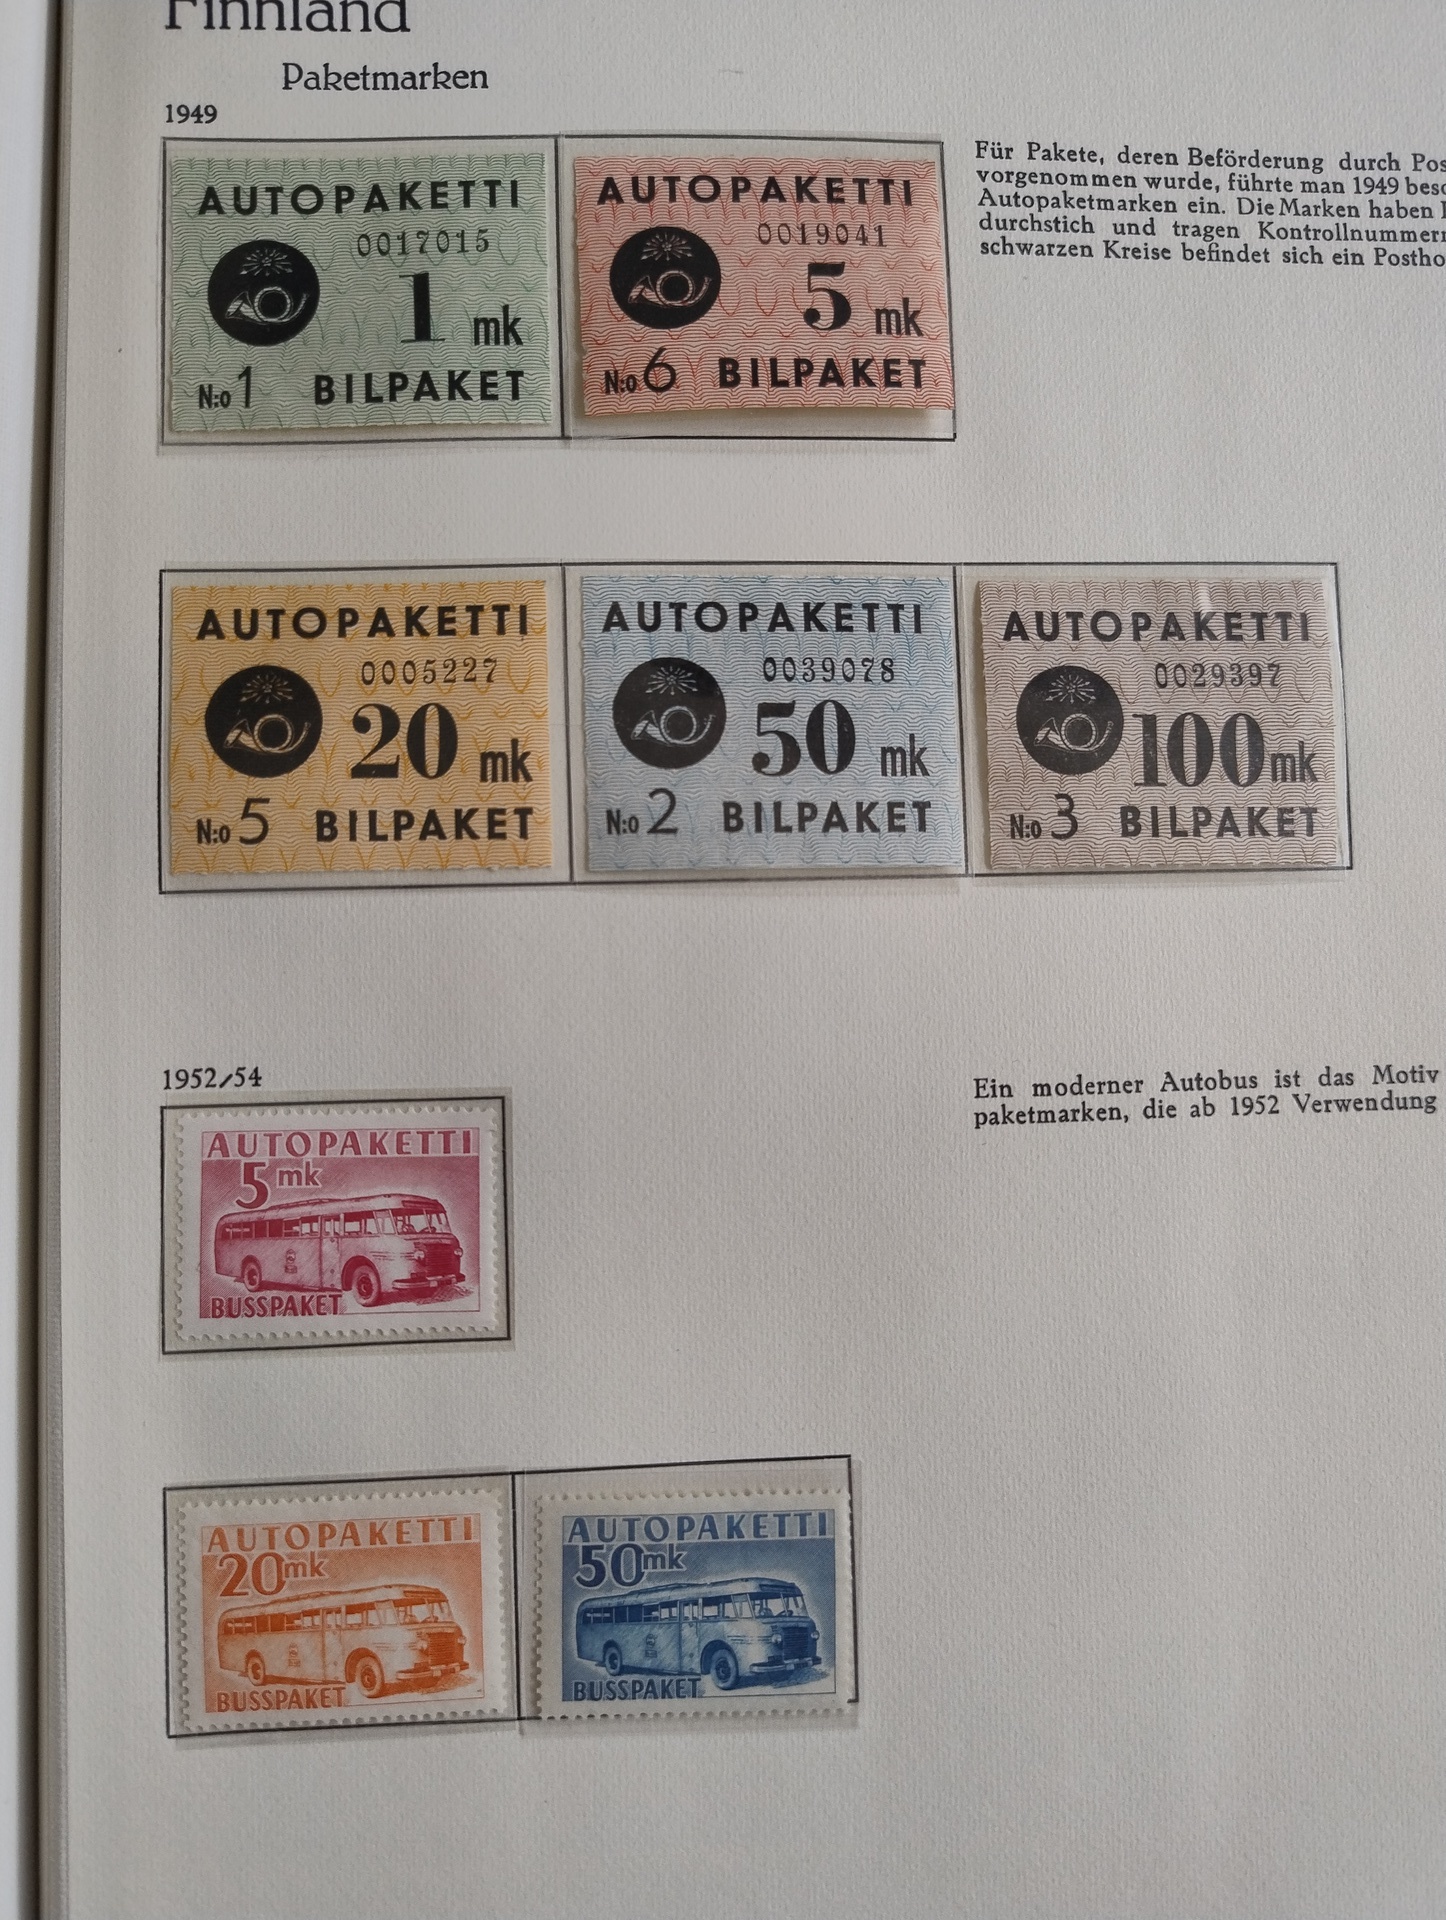 Finnland
Paketmarken
1949
Für Pakete, deren Beförderung durch
vorgenommen wurde, führte man 1949
Autopaketmarken ein. Die Marken haben
durchstich und tragen
schwarzen Kreise befindet sich ein
AUTOPAKETTI
0017015
1 mk
N:o 1 BILPAKET
AUTOPAKETTI
0019041
5 mk
N:o 6 BILPAKET
AUTOPAKETTI
0005227
20 mk
N:o 5 BILPAKET
AUTOPAKETTI
0039078
50 mk
N:o 2 BILPAKET
AUTOPAKETTI
0029397
100 mk
N:o 3 BILPAKET
1952/54
Ein moderner Autobus ist das Motiv
paketmarken, die ab 1952 Verwendung
AUTOPAKETTI
5 mk
BUSSPAKET
AUTOPAKETTI
20 mk
BUSSPAKET
AUTOPAKETTI
50 mk
BUSSPAKET